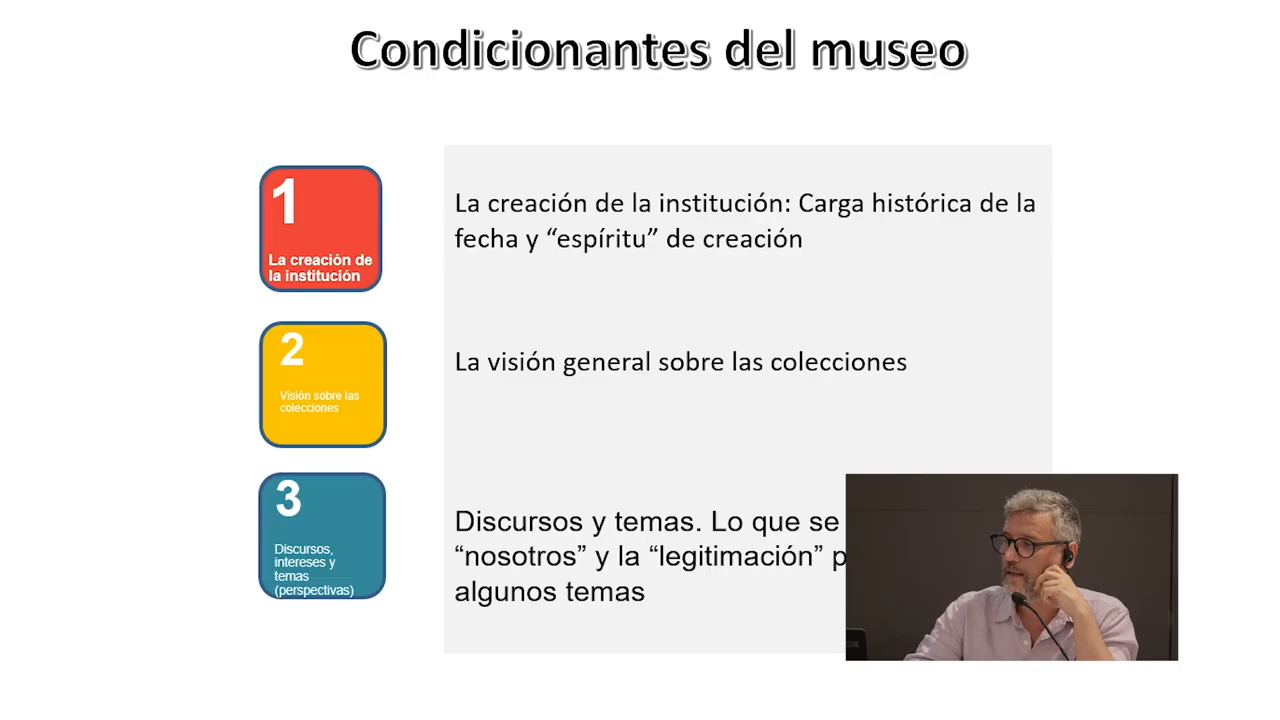 Condicionantes del museo
1
La creación de
la institución
La creación de la institución: Carga histórica de la
fecha y “espíritu” de creación
2
Visión sobre las
colecciones
La visión general sobre las colecciones
3
Discursos,
intereses y
temas
(perspectivas)
Discursos y temas. Lo que se
“nosotros” y la “legitimación”
algunos temas